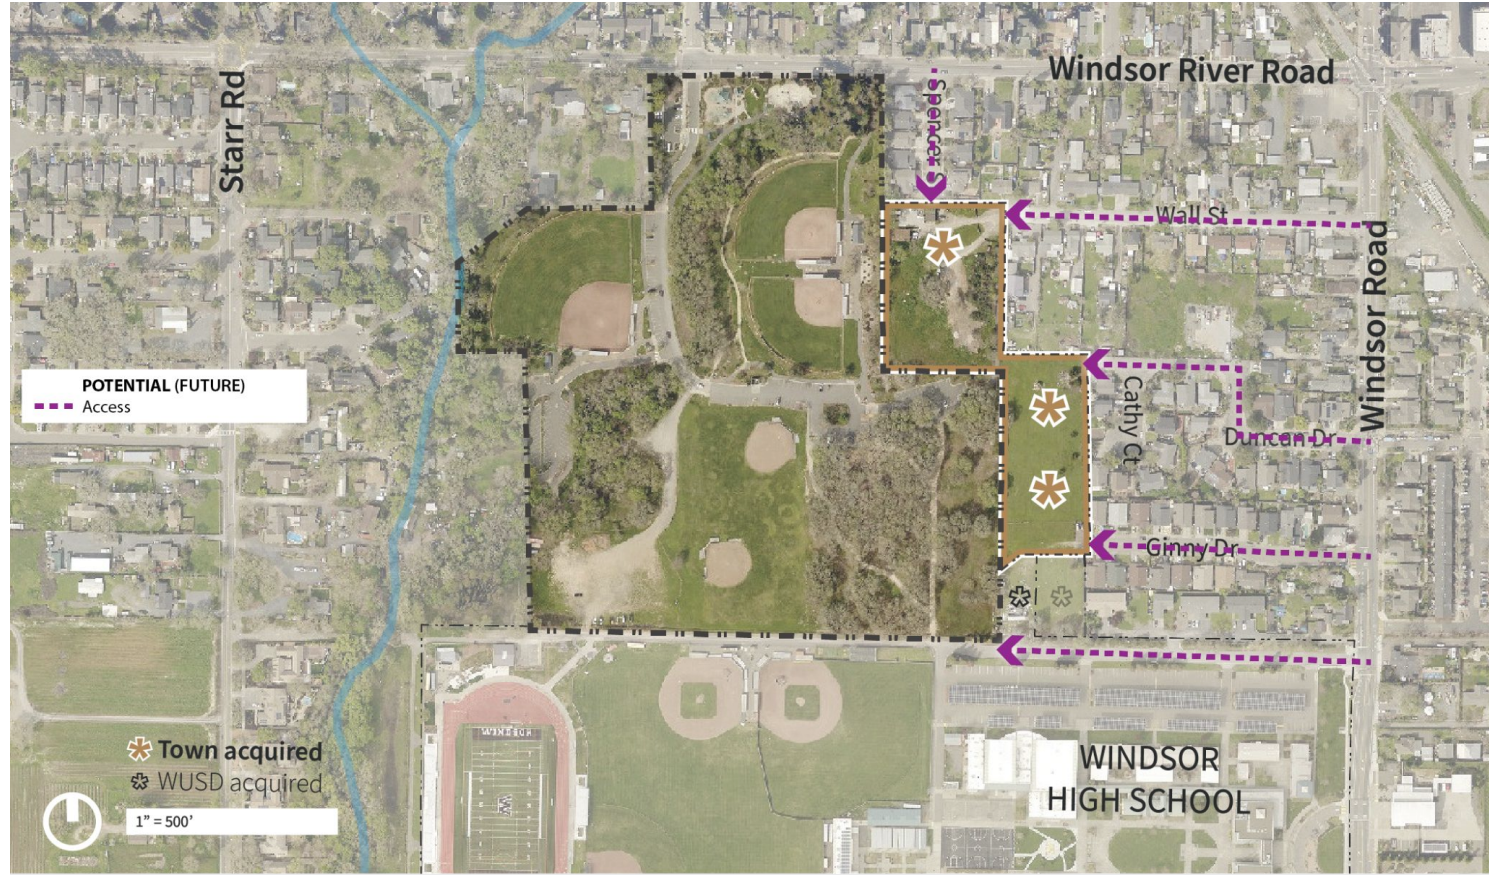 Windsor River Road
Starr Rd
Spencer S
Wall St
Windsor Road
POTENTIAL (FUTURE)
Access
Cathy Ct
Duncan Dr
Ginny Dr
WINDSOR
W
Town acquired
WUSD acquired
1” = 500’
WINDSOR
HIGH SCHOOL